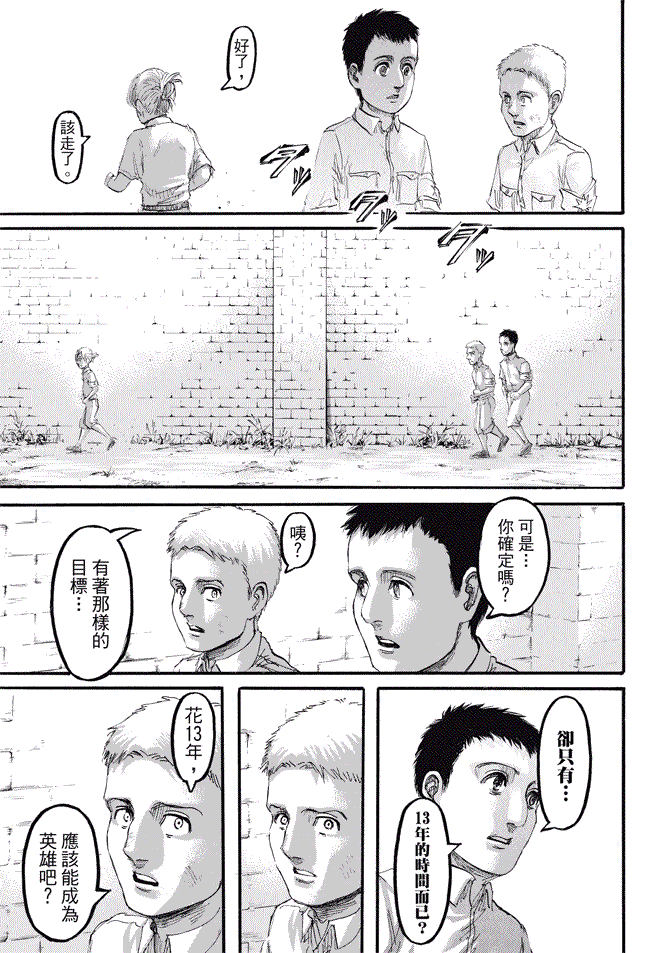 好了，
該走了。
ダッ
ダッ
ダッ
可是…
你確定嗎？
咦？
有著那樣的
目標…
卻只有…
13年的時間而已？
花13年，
應該能成為
英雄吧？